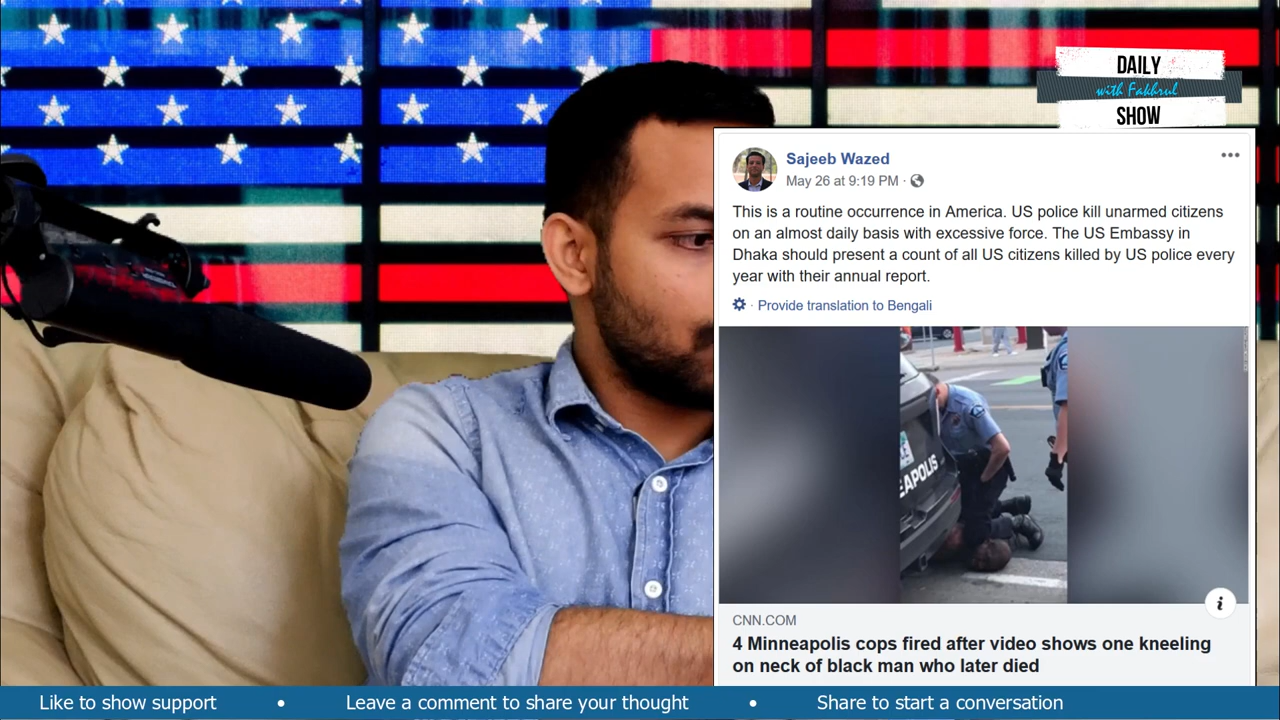 DAILY
with Fakhrul
SHOW
Sajeeb Wazed
May 26 at 9:19 PM ·
This is a routine occurrence in America. US police kill unarmed citizens
on an almost daily basis with excessive force. The US Embassy in
Dhaka should present a count of all US citizens killed by US police every
year with their annual report.
· Provide translation to Bengali
EAPOLIS
i
CNN.COM
4 Minneapolis cops fired after video shows one kneeling
on neck of black man who later died
Like to show support • Leave a comment to share your thought • Share to start a conversation